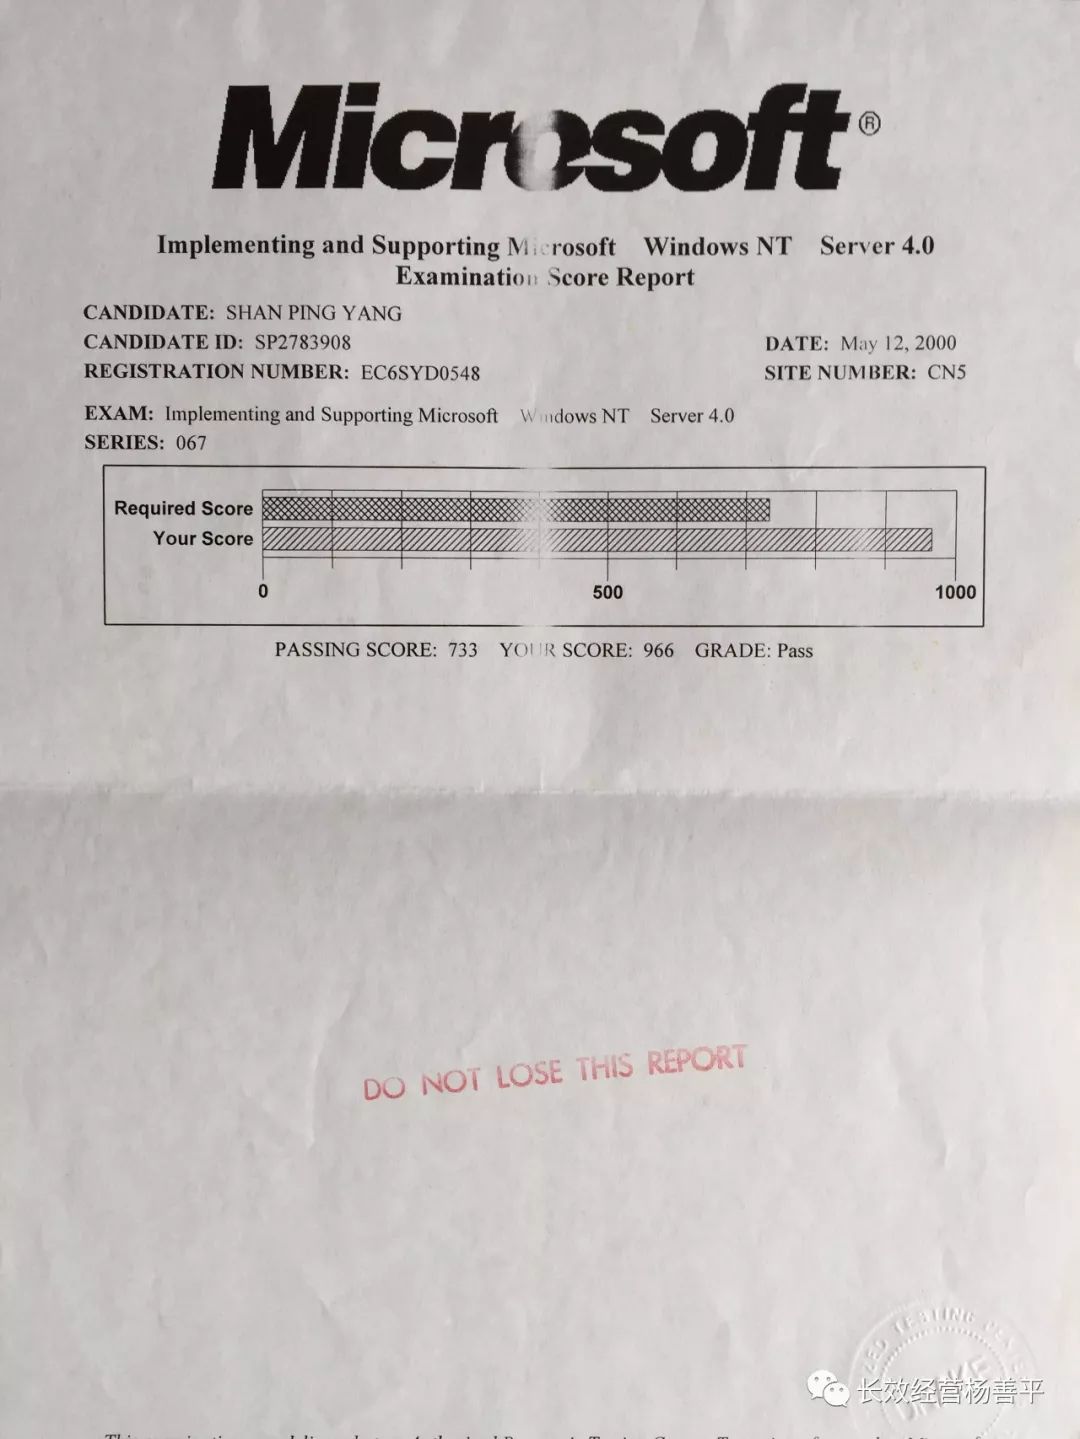 Microsoft®
Implementing and Supporting Microsoft Windows NT Server 4.0
Examination Score Report
CANDIDATE: SHAN PING YANG
CANDIDATE ID: SP2783908 DATE: May 12, 2000
REGISTRATION NUMBER: EC6SYD0548 SITE NUMBER: CN5
EXAM: Implementing and Supporting Microsoft Windows NT Server 4.0
SERIES: 067
Required Score
Your Score
0 500 1000
PASSING SCORE: 733 YOUR SCORE: 966 GRADE: Pass
DO NOT LOSE THIS REPORT
TESTING
长效经营杨善平